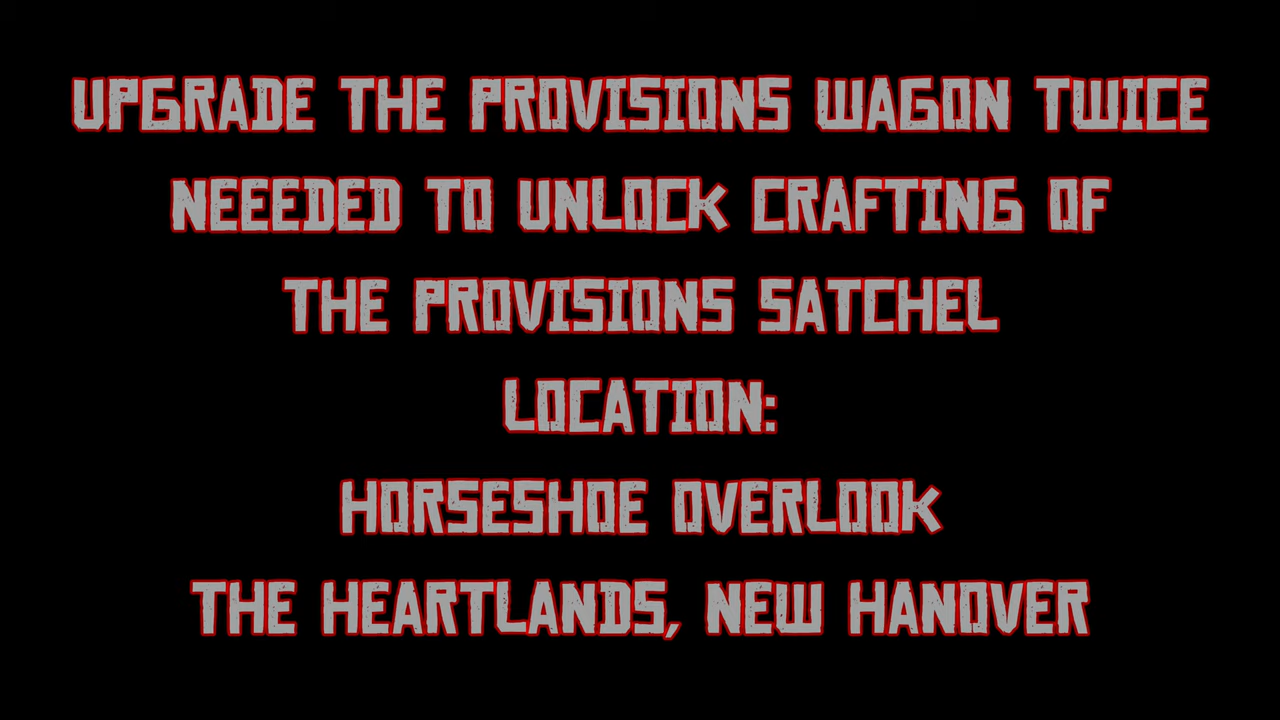 UPGRADE THE PROVISIONS WAGON TWICE
NEEEDED TO UNLOCK CRAFTING OF
THE PROVISIONS SATCHEL
LOCATION:
HORSESHOE OVERLOOK
THE HEARTLANDS, NEW HANOVER